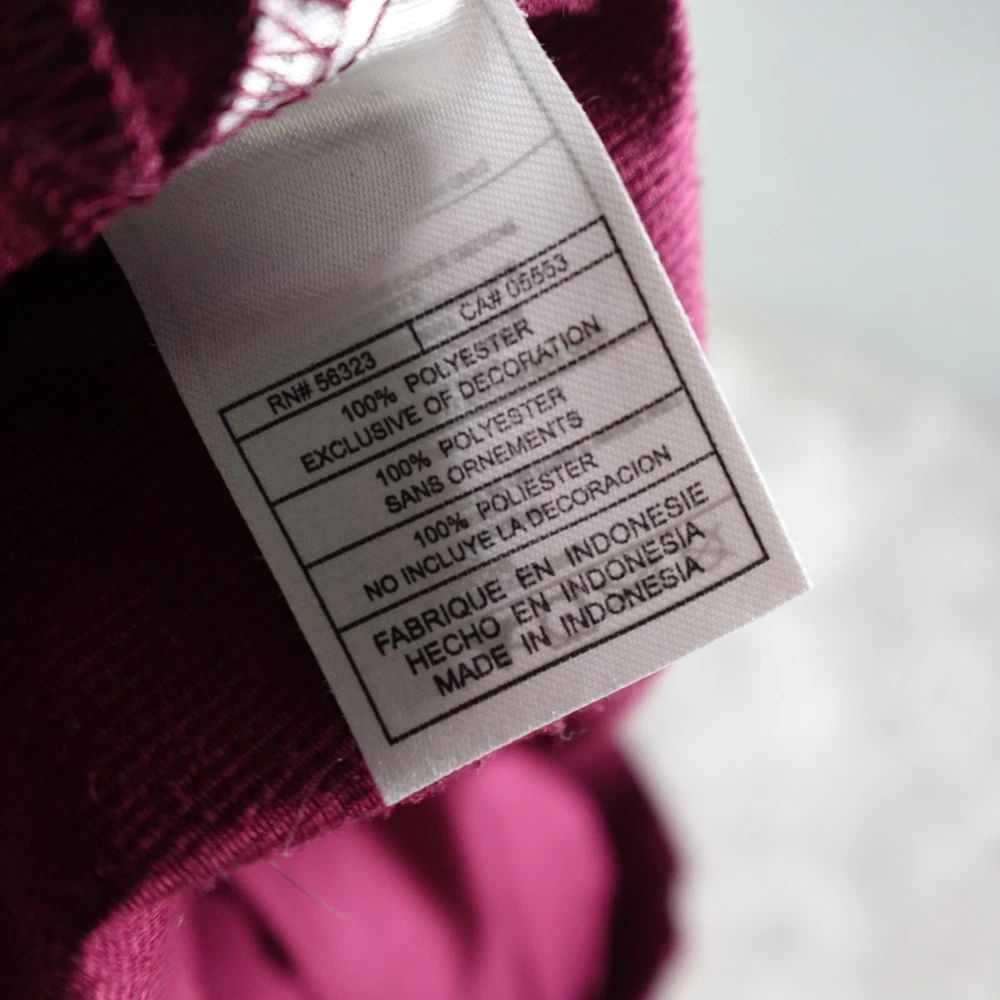 RN# 56323 CA# 05553
100% POLYESTER
EXCLUSIVE OF DECORATION
100% POLYESTER
SANS ORNEMENTS
100% POLIESTER
NO INCLUYE LA DECORACION
FABRIQUE EN INDONESIE
HECHO EN INDONESIA
MADE IN INDONESIA